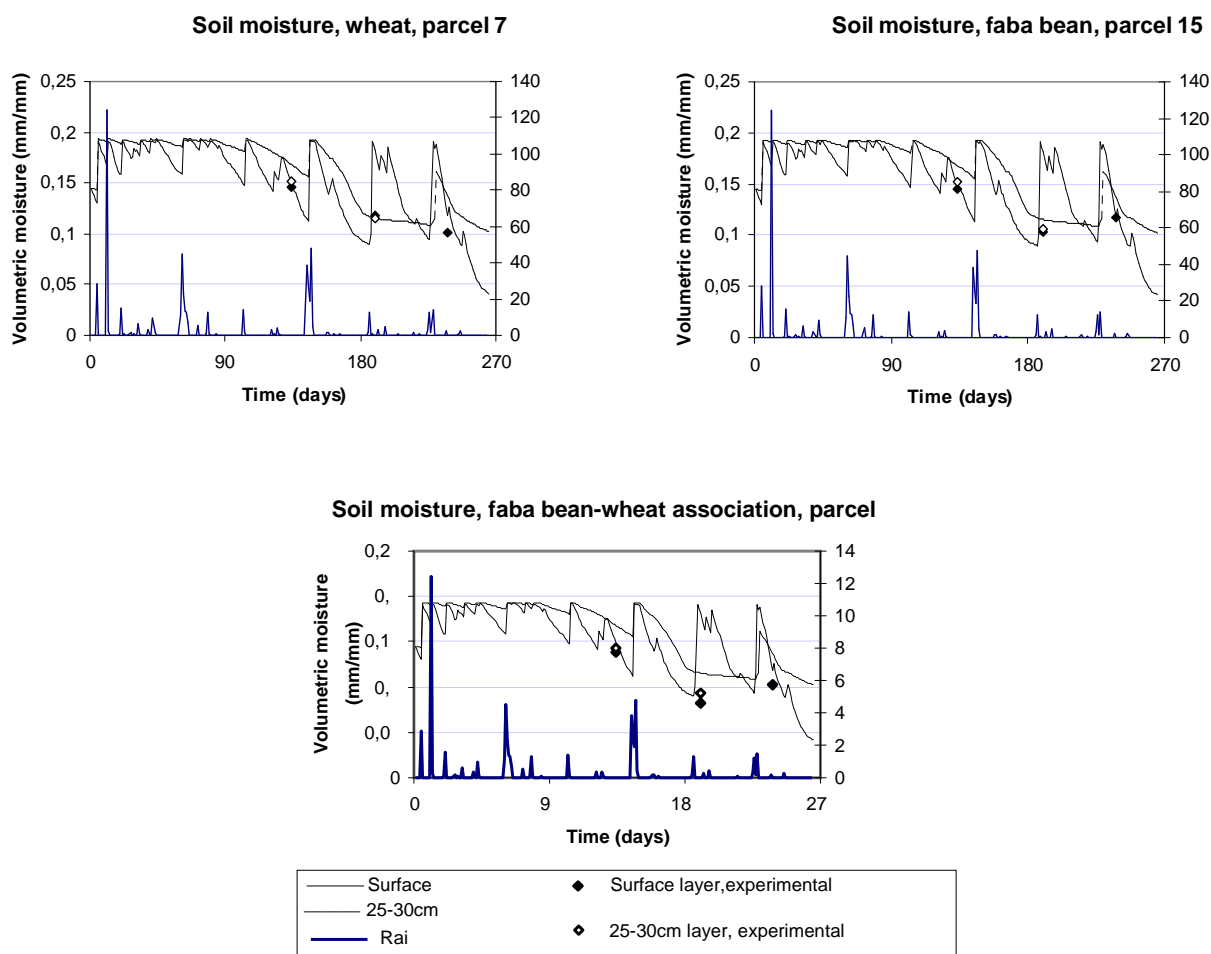 Soil moisture, wheat, parcel 7
Volumetric moisture (mm/mm)
0,25
0,2
0,15
0,1
0,05
0
140
120
100
80
60
40
20
0
0 90 180 270
Time (days)
Soil moisture, faba bean, parcel 15
Volumetric moisture (mm/mm)
0,25
0,2
0,15
0,1
0,05
0
140
120
100
80
60
40
20
0
0 90 180 270
Time (days)
Soil moisture, faba bean-wheat association, parcel
Volumetric moisture
(mm/mm)
0,2
0,
0,1
0,
0,0
0
14
12
10
8
6
4
2
0
0 9 18 27
Time (days)
Surface
25-30cm
Rai
Surface layer,experimental
25-30cm layer, experimental